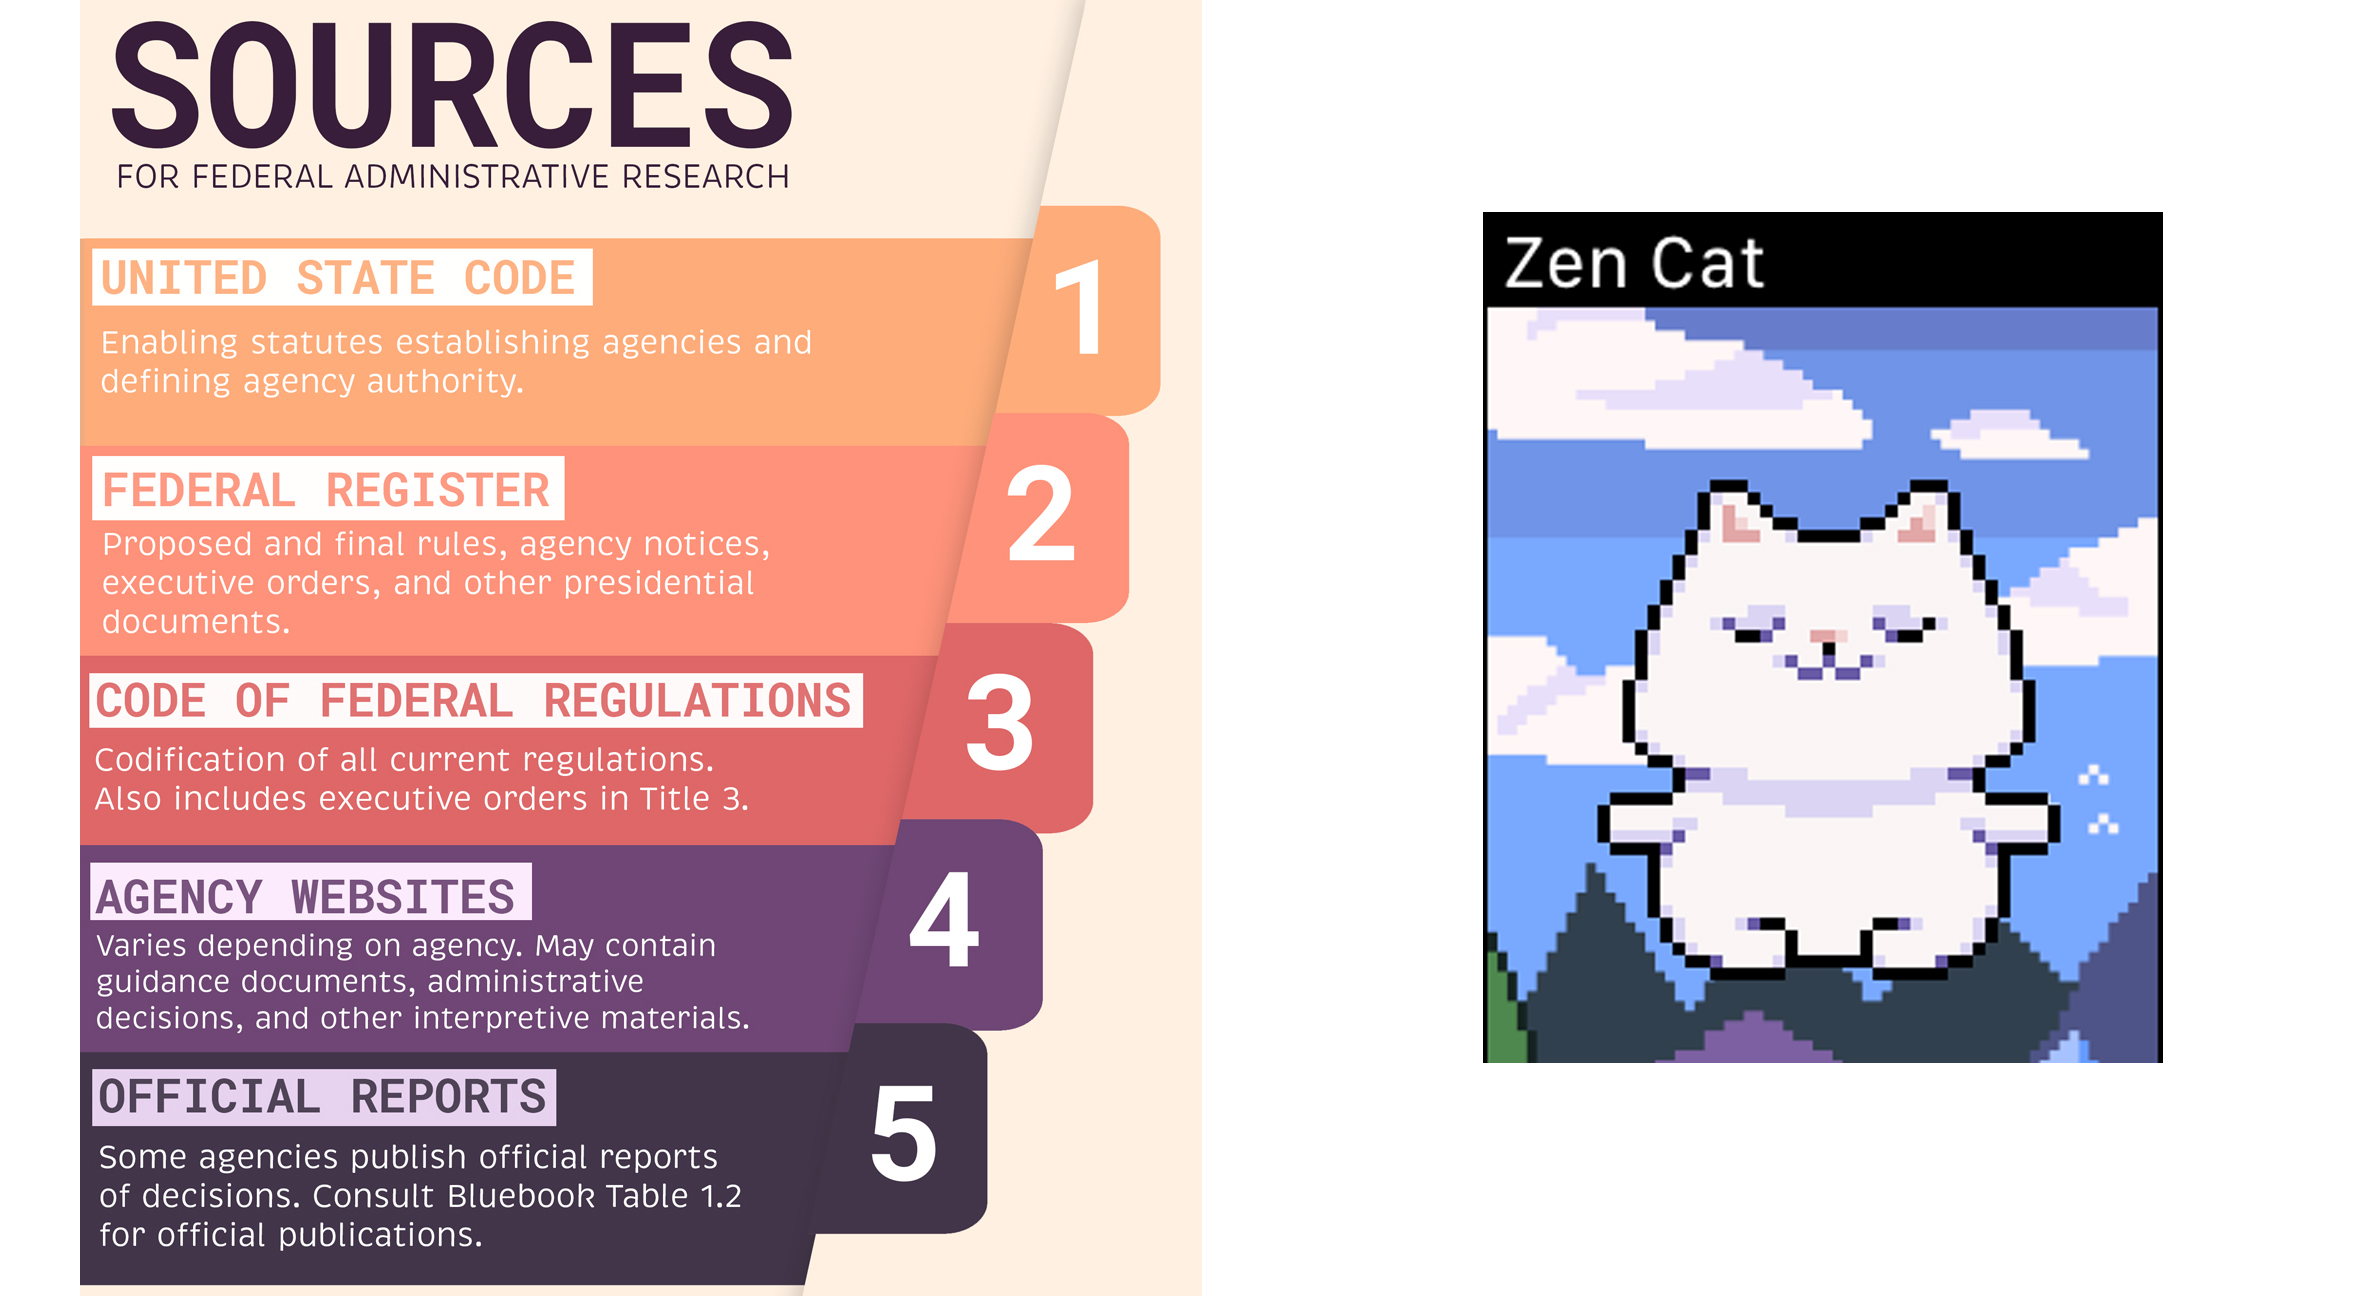 SOURCES
FOR FEDERAL ADMINISTRATIVE RESEARCH
UNITED STATE CODE
1
Enabling statutes establishing agencies and
defining agency authority.
FEDERAL REGISTER
2
Proposed and final rules, agency notices,
executive orders, and other presidential
documents.
CODE OF FEDERAL REGULATIONS
3
Codification of all current regulations.
Also includes executive orders in Title 3.
AGENCY WEBSITES
4
Varies depending on agency. May contain
guidance documents, administrative
decisions, and other interpretive materials.
OFFICIAL REPORTS
5
Some agencies publish official reports
of decisions. Consult Bluebook Table 1.2
for official publications.
Zen Cat